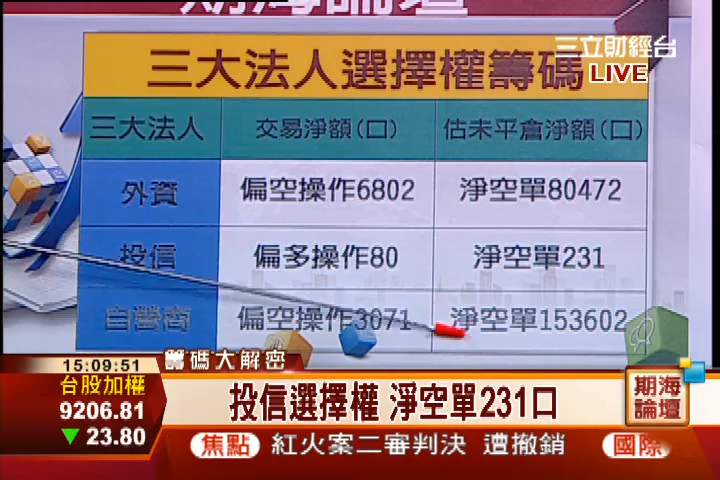 期海論壇
三立財經台
LIVE
三大法人選擇權籌碼
三大法人 交易淨額(口) 估未平倉淨額(口)
外資 偏空操作6802 淨空單80472
投信 偏多操作80 淨空單231
自營商 偏空操作3071 淨空單153602
15:09:51
籌碼大解密
台股加權
9206.81
▼ 23.80
投信選擇權 淨空單231口
期海
論壇
焦點 紅火案二審判決 遭撤銷 國際